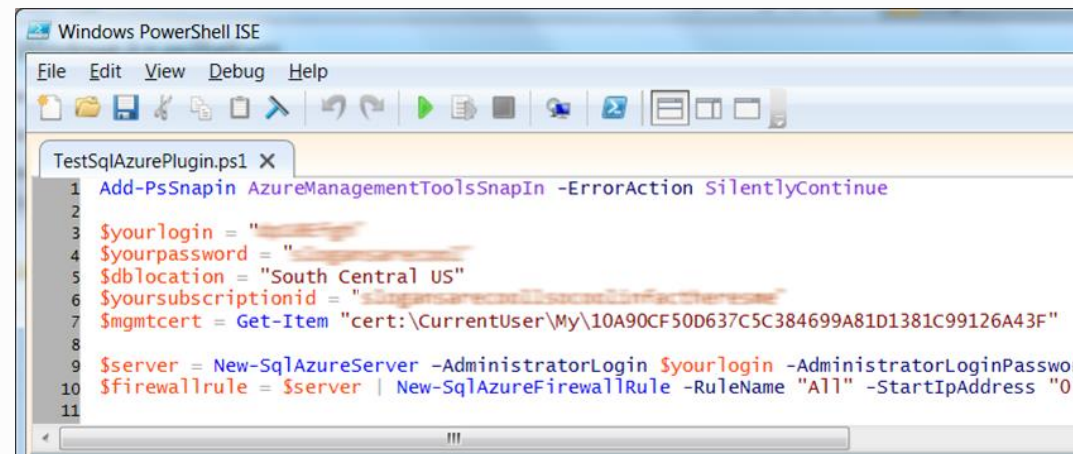 Windows PowerShell ISE
File Edit View Debug Help
TestSqlAzurePlugin.ps1 X
1 Add-PsSnapin AzureManagementToolsSnapIn -ErrorAction SilentlyContinue
2
3 $yourlogin = "
4 $yourpassword = "
5 $dblocation = "South Central US"
6 $yoursubscriptionid = "
7 $mgmtcert = Get-Item "cert:\CurrentUser\My\10A90CF50D637C5C384699A81D1381C99126A43F"
8
9 $server = New-SqlAzureServer -AdministratorLogin $yourlogin -AdministratorLoginPasswo
10 $firewallrule = $server | New-SqlAzureFirewallRule -RuleName "All" -StartIpAddress "0
11